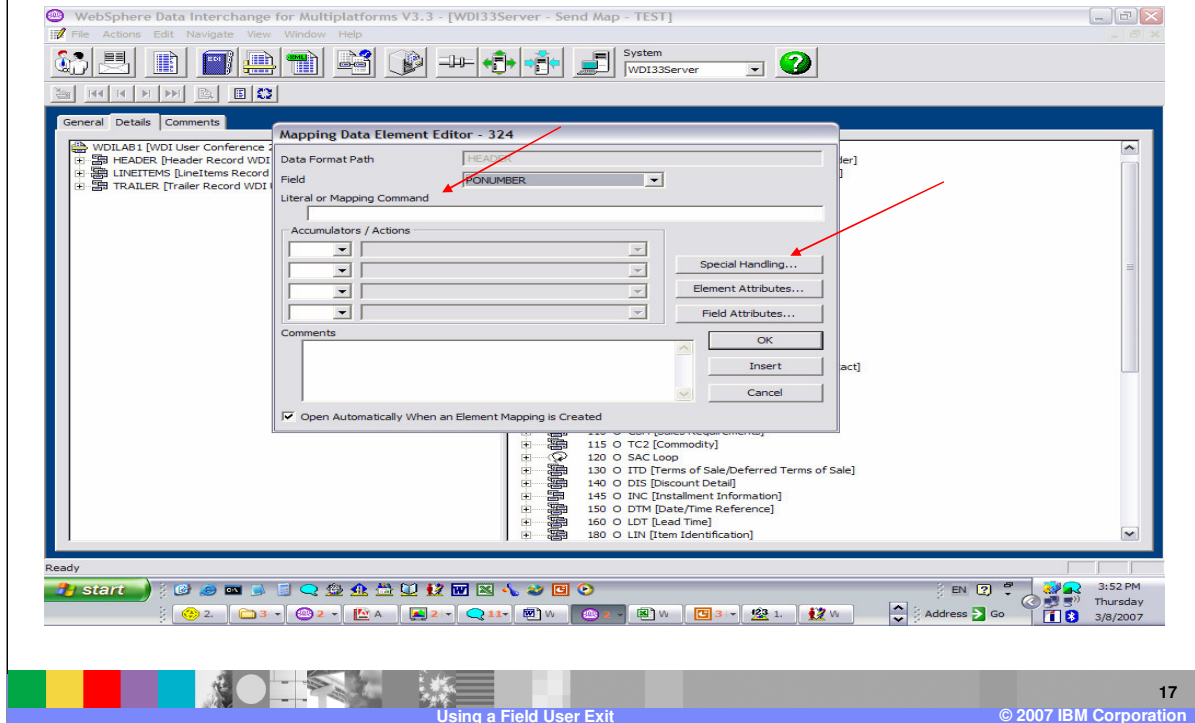 WebSphere Data Interchange for Multiplatforms V3.3 - [WDI33Server - Send Map - TEST]
File Actions Edit Navigate View Window Help
System
WDI33Server
General Details Comments
WDILAB1 [WDI User Conference 2
HEADER [Header Record WDI
LINEITEMS [LineItems Record
TRAILER [Trailer Record WDI
Mapping Data Element Editor - 324
Data Format Path HEADER
Field PONUMBER
Literal or Mapping Command
Accumulators / Actions
Special Handling...
Element Attributes...
Field Attributes...
Comments
OK
Insert
Cancel
Open Automatically When an Element Mapping is Created
der]
]
act]
115 O TC2 [Commodity]
120 O SAC Loop
130 O ITD [Terms of Sale/Deferred Terms of Sale]
140 O DIS [Discount Detail]
145 O INC [Installment Information]
150 O DTM [Date/Time Reference]
160 O LDT [Lead Time]
180 O LIN [Item Identification]
Ready
start
EN
3:52 PM
Thursday
3/8/2007
Address Go
17
Using a Field User Exit
© 2007 IBM Corporation